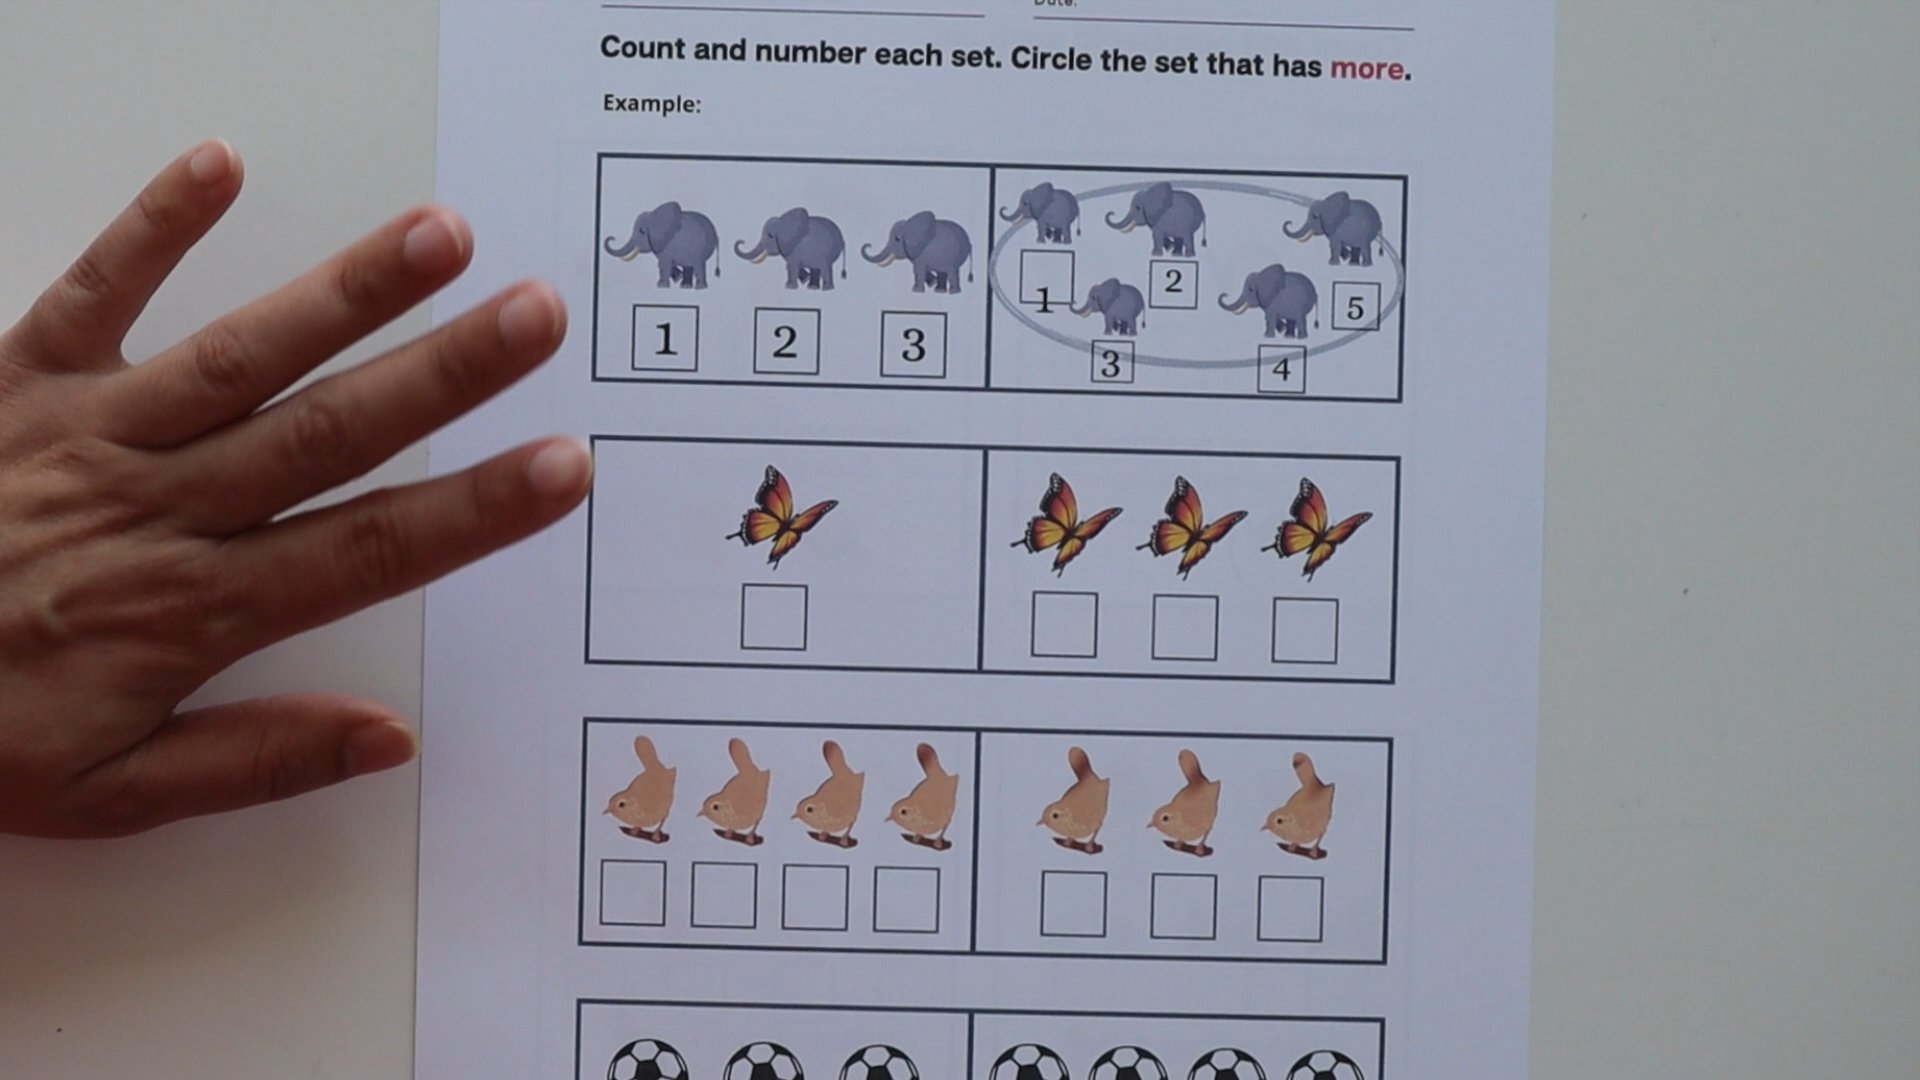 Date:
Count and number each set. Circle the set that has more.
Example:
1 2 3
1 2 3 4 5